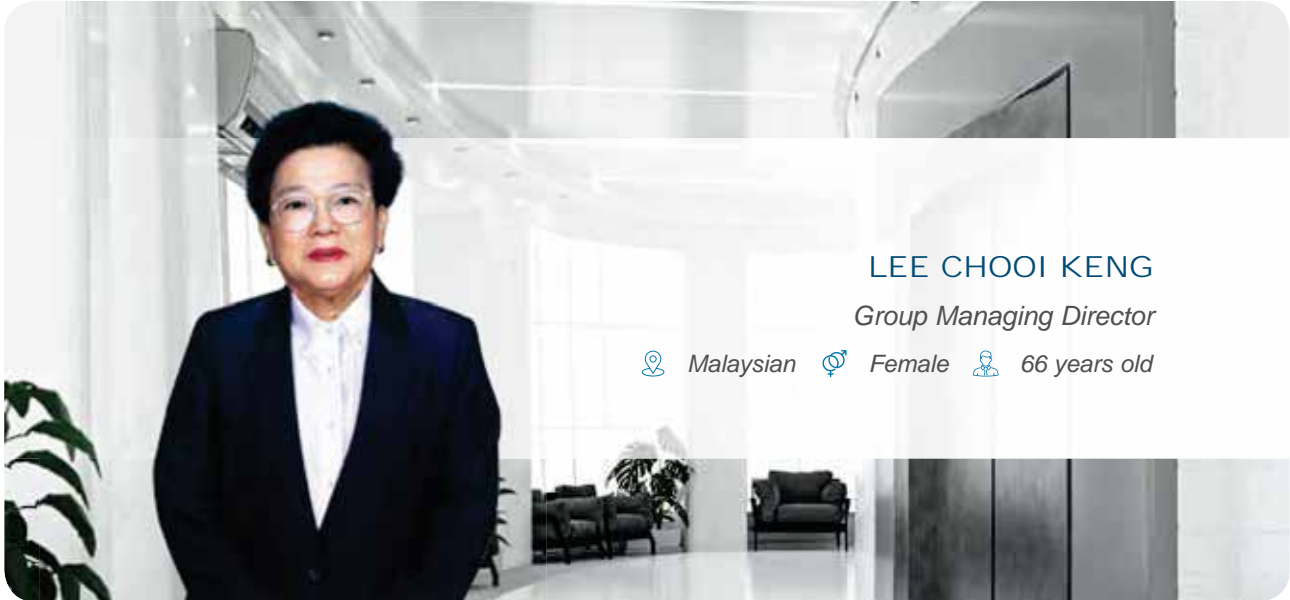 LEE CHOOI KENG
Group Managing Director
Malaysian Female 66 years old